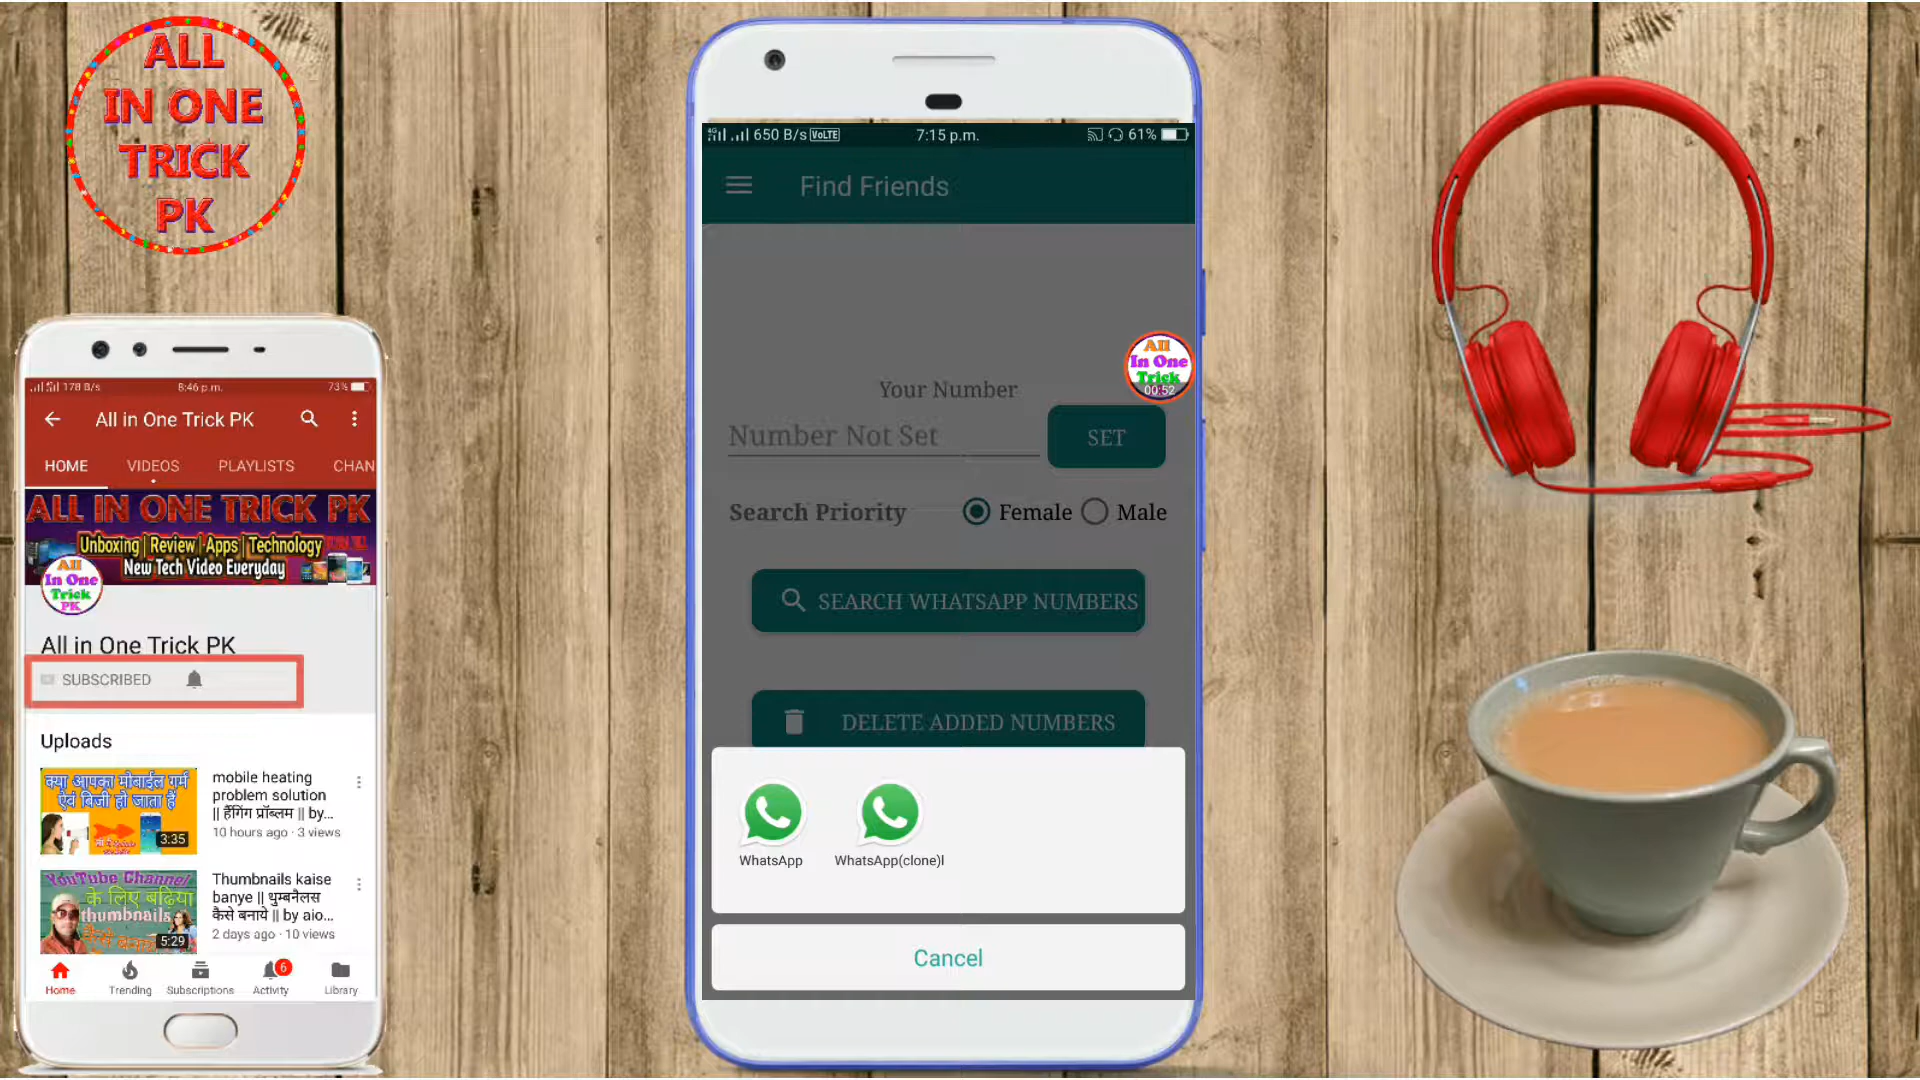 ALL
IN ONE
TRICK
PK
178 B/s 8:46 p.m. 73%
All in One Trick PK
HOME VIDEOS PLAYLISTS CHAN
ALL IN ONE TRICK PK
Unboxing | Review | Apps | Technology
New Tech Video Everyday
All
In One
Trick
PK
All in One Trick PK
SUBSCRIBED
Uploads
क्या आपका मोबाईल गर्म
एवं बिजी हो जाता हैं
3:35
mobile heating
problem solution
|| हैंगिंग प्रॉब्लम || by...
10 hours ago · 3 views
YouTube Channel
के लिए बढिया
thumbnails
5:29
Thumbnails kaise
banye || थुम्बनैलस
कैसे बनाये || by aio...
2 days ago · 10 views
6
Home Trending Subscriptions Activity Library
4G 650 B/s VoLTE 7:15 p.m. 61%
Find Friends
All
In One
Trick
00:52
Your Number
Number Not Set SET
Search Priority Female Male
SEARCH WHATSAPP NUMBERS
DELETE ADDED NUMBERS
WhatsApp WhatsApp(clone)l
Cancel